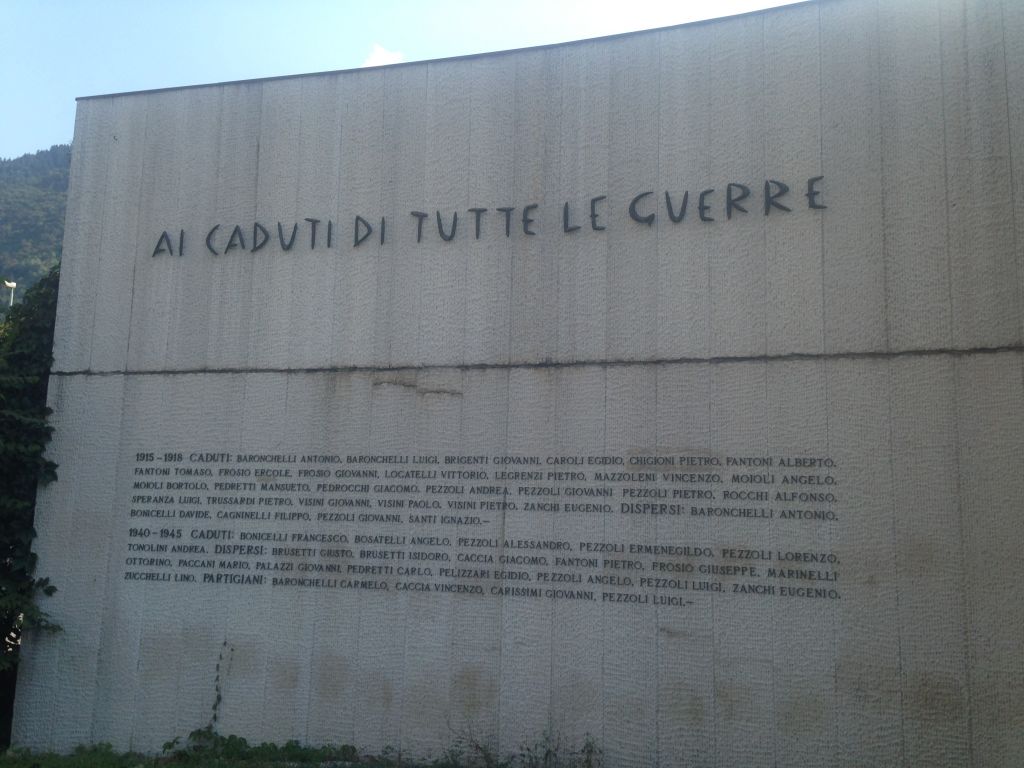 AI CADUTI DI TUTTE LE GUERRE
1915-1918 CADUTI: BARONCHELLI ANTONIO, BARONCHELLI LUIGI, BRIGENTI GIOVANNI, CAROLI EGIDIO, CHIGIONI PIETRO, FANTONI ALBERTO,
FANTONI TOMASO, FROSIO ERCOLE, FROSIO GIOVANNI, LOCATELLI VITTORIO, LEGRENZI PIETRO, MAZZOLENI VINCENZO, MOIOLI ANGELO,
MOIOLI BORTOLO, PEDRETTI MANSUETO, PEDROCCHI GIACOMO, PEZZOLI ANDREA, PEZZOLI GIOVANNI PEZZOLI PIETRO, ROCCHI ALFONSO,
SPERANZA LUIGI, TRUSSARDI PIETRO, VISINI GIOVANNI, VISINI PAOLO, VISINI PIETRO, ZANCHI EUGENIO. DISPERSI: BARONCHELLI ANTONIO,
BONICELLI DAVIDE, CAGNINELLI FILIPPO, PEZZOLI GIOVANNI, SANTI IGNAZIO.-
1940-1945 CADUTI: BONICELLI FRANCESCO, BOSATELLI ANGELO, PEZZOLI ALESSANDRO, PEZZOLI ERMENEGILDO, PEZZOLI LORENZO,
TONOLINI ANDREA. DISPERSI: BRUSETTI GIUSTO, BRUSETTI ISIDORO, CACCIA GIACOMO, FANTONI PIETRO, FROSIO GIUSEPPE, MARINELLI
OTTORINO, PACCANI MARIO, PALAZZI GIOVANNI, PEDRETTI CARLO, PELIZZARI EGIDIO, PEZZOLI ANGELO, PEZZOLI LUIGI, ZANCHI EUGENIO,
ZUCCHELLI LINO. PARTIGIANI: BARONCHELLI CARMELO, CACCIA VINCENZO, CARISSIMI GIOVANNI, PEZZOLI LUIGI.-